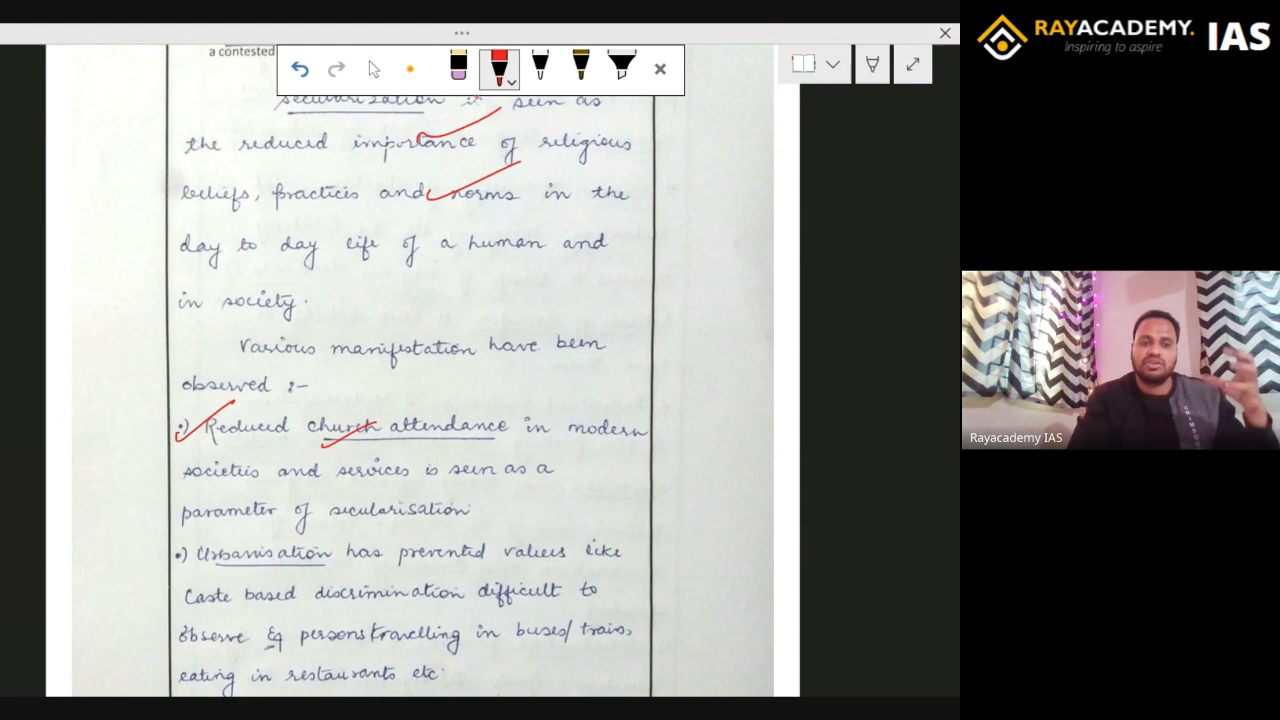 a contested
secularization is seen as
the reduced importance of religious
beliefs, practices and norms in the
day to day life of a human and
in society.
Various manifestation have been
observed :-
•) Reduced church attendance in modern
societies and services is seen as a
parameter of secularisation
•) Urbanisation has prevented values like
Caste based discrimination difficult to
observe eg persons travelling in buses/trains,
eating in restaurants etc.
RAYACADEMY. IAS
Inspiring to aspire
Rayacademy IAS